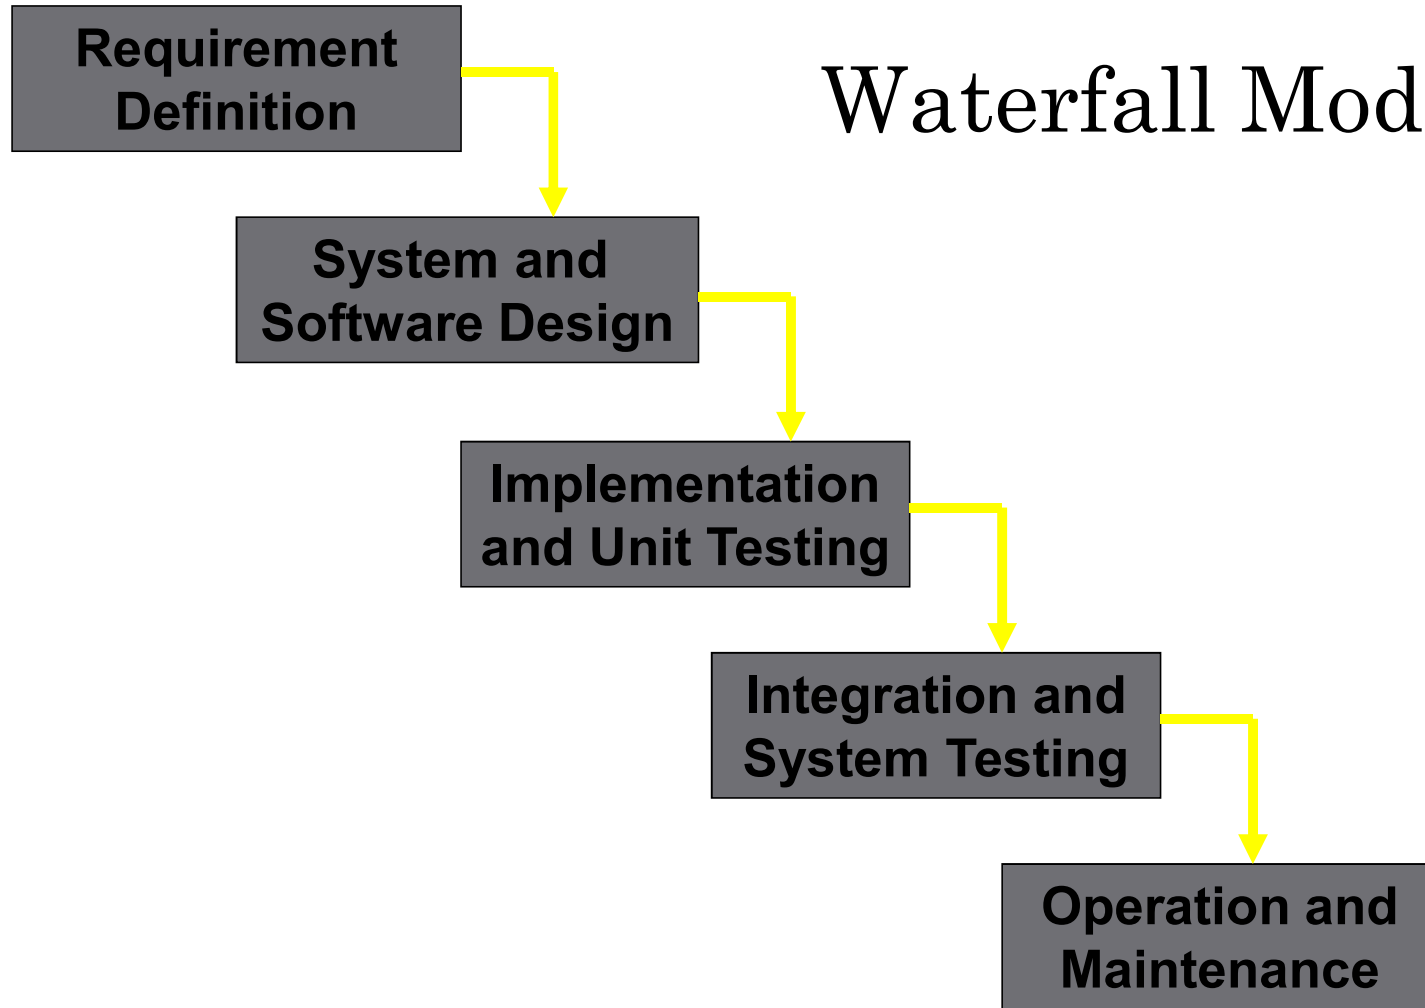 Requirement
Definition
Waterfall Mod
System and
Software Design
Implementation
and Unit Testing
Integration and
System Testing
Operation and
Maintenance